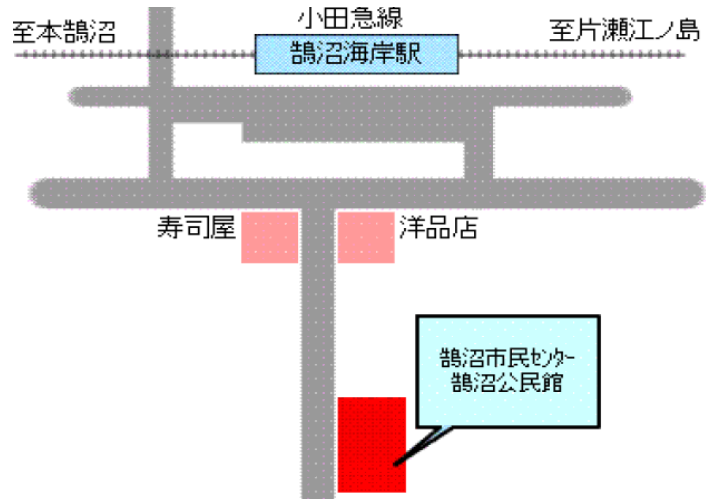 小田急線
至本鵠沼
至片瀬江ノ島
鵠沼海岸駅
寿司屋
洋品店
鵠沼市民ｾﾝﾀｰ
鵠沼公民館